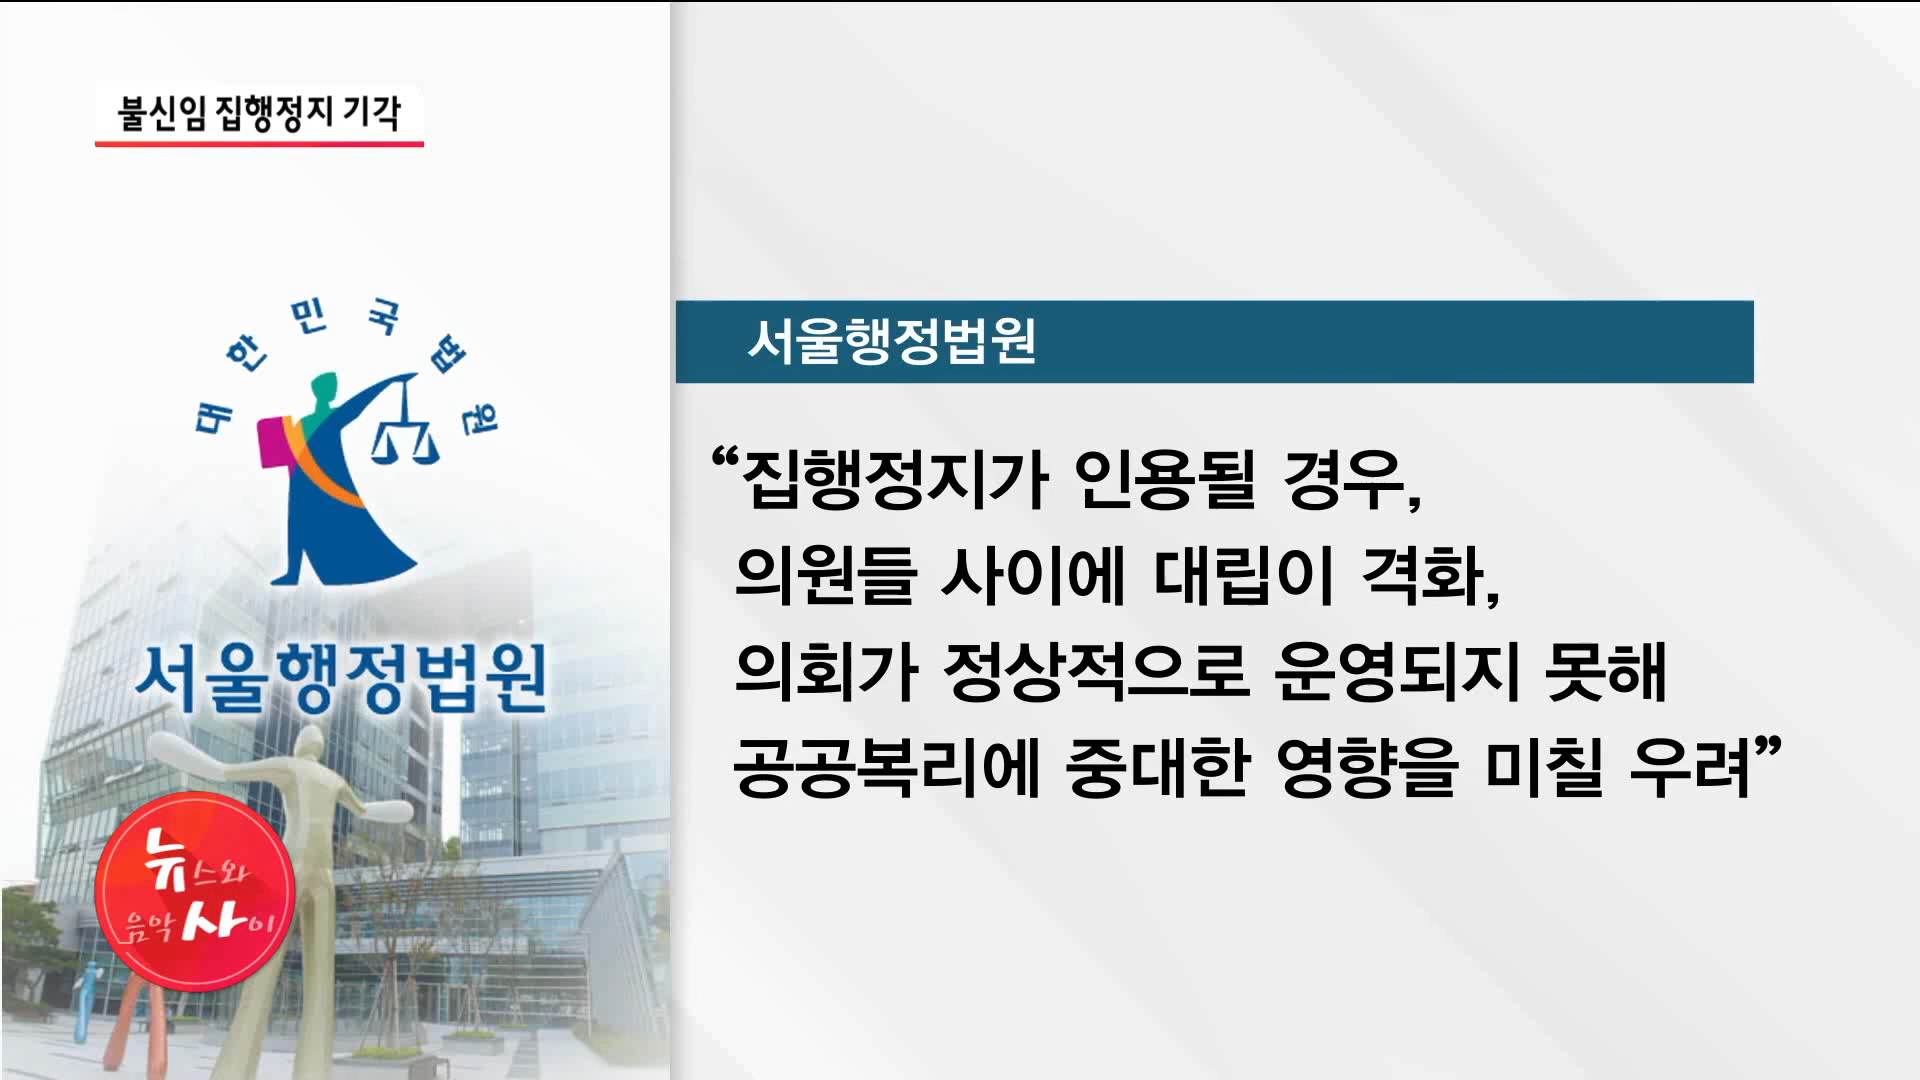 불신임 집행정지 기각
대한민국법원
서울행정법원
뉴스와
음악사이
서울행정법원
“집행정지가 인용될 경우,
의원들 사이에 대립이 격화,
의회가 정상적으로 운영되지 못해
공공복리에 중대한 영향을 미칠 우려”